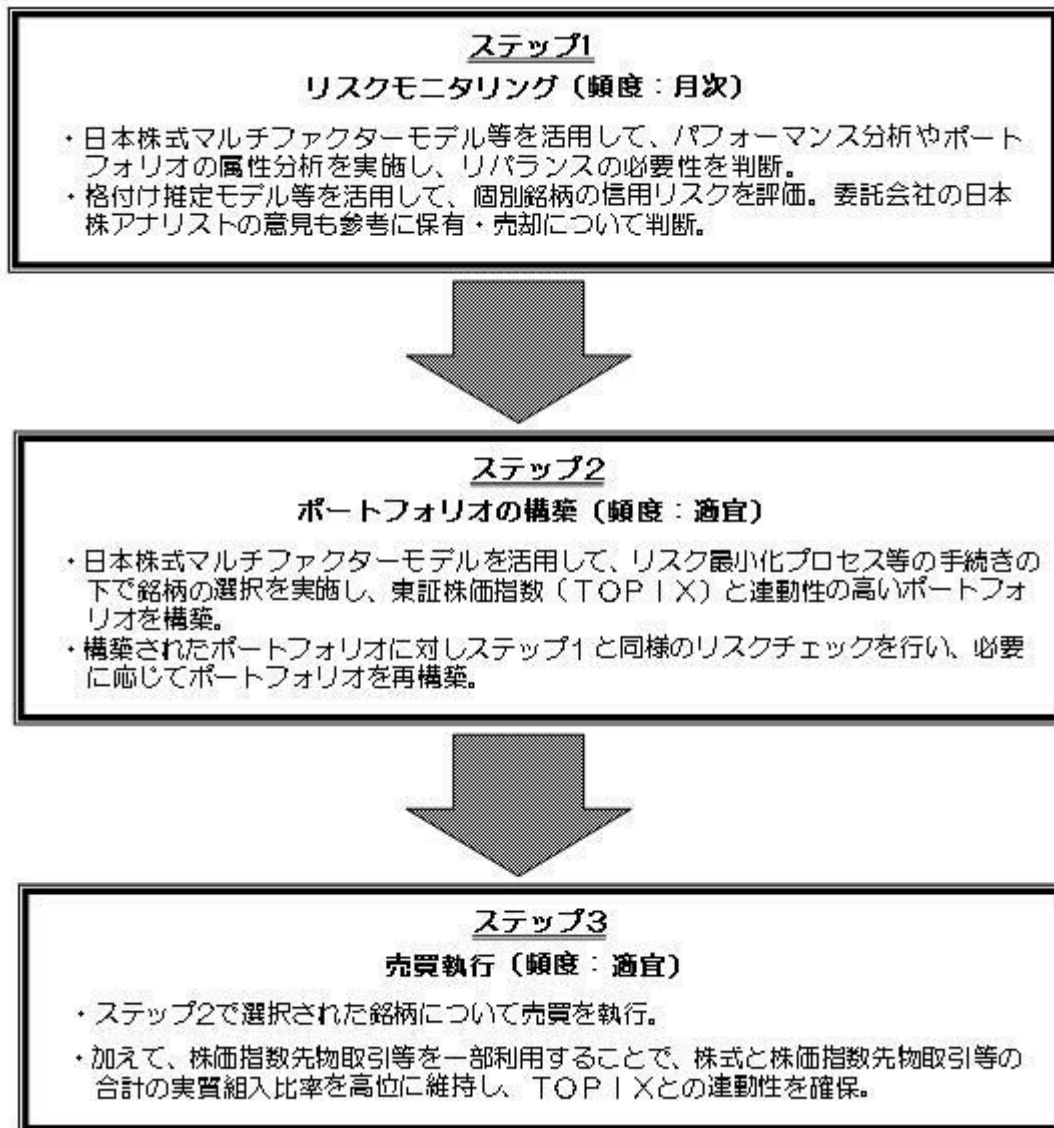 ステップ1
リスクモニタリング（頻度：月次）
・日本株式マルチファクターモデル等を活用して、パフォーマンス分析やポート
フォリオの属性分析を実施し、リバランスの必要性を判断。
・格付け推定モデル等を活用して、個別銘柄の信用リスクを評価。委託会社の日本
株アナリストの意見も参考に保有・売却について判断。
ステップ2
ポートフォリオの構築（頻度：適宜）
・日本株式マルチファクターモデルを活用して、リスク最小化プロセス等の手続きの
下で銘柄の選択を実施し、東証株価指数（ＴＯＰＩＸ）と連動性の高いポートフォ
リオを構築。
・構築されたポートフォリオに対しステップ1と同様のリスクチェックを行い、必要
に応じてポートフォリオを再構築。
ステップ3
売買執行（頻度：適宜）
・ステップ2で選択された銘柄について売買を執行。
・加えて、株価指数先物取引等を一部利用することで、株式と株価指数先物取引等の
合計の実質組入比率を高位に維持し、ＴＯＰＩＸとの連動性を確保。